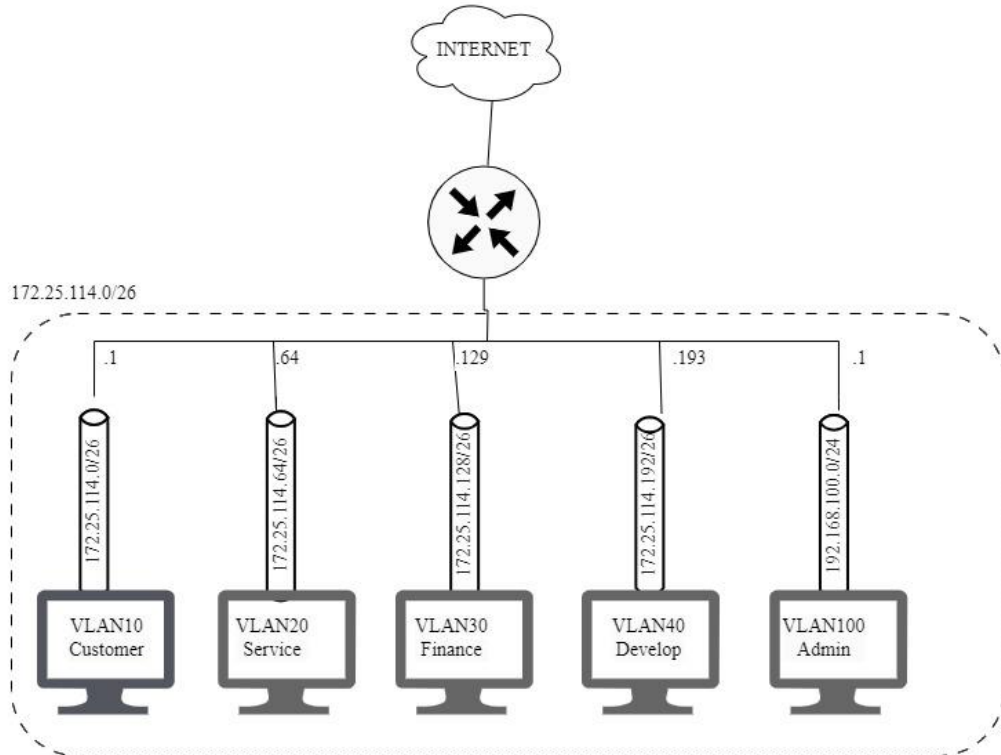 INTERNET
172.25.114.0/26
.1
.64
.129
.193
.1
172.25.114.0/26
172.25.114.64/26
172.25.114.128/26
172.25.114.192/26
192.168.100.0/24
VLAN10
Customer
VLAN20
Service
VLAN30
Finance
VLAN40
Develop
VLAN100
Admin